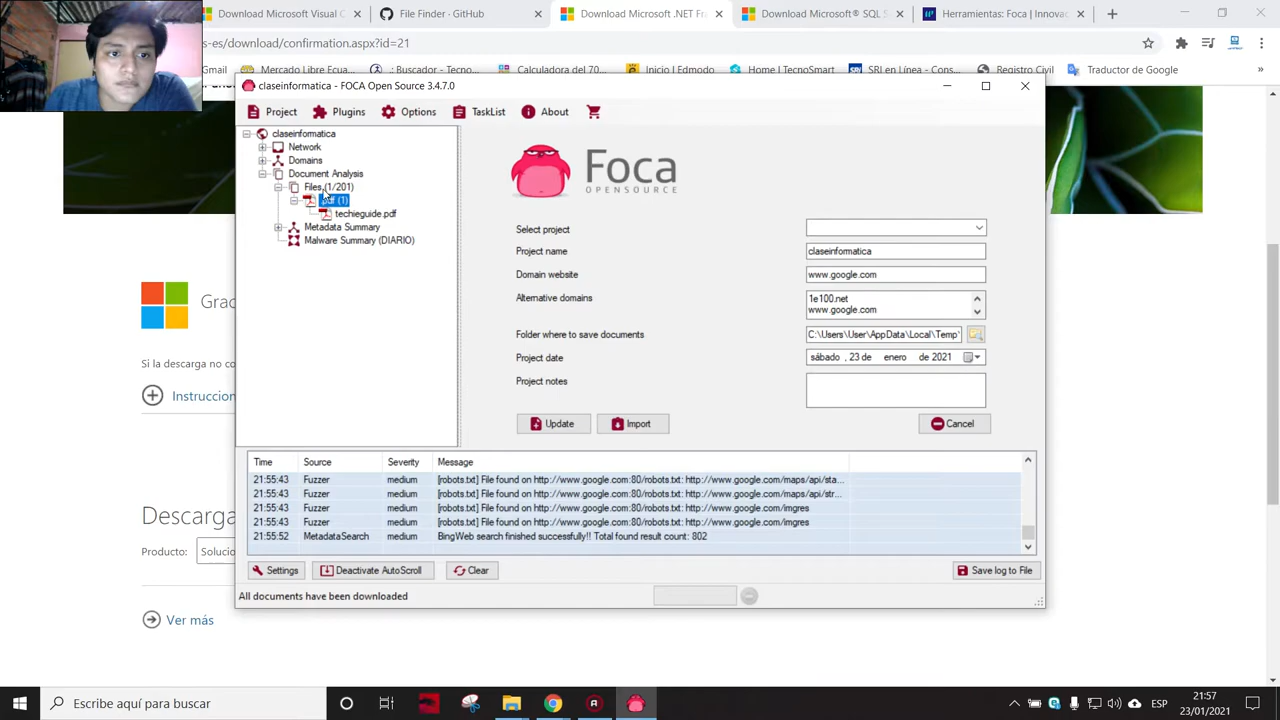 Download Microsoft Visual C
File Finder · GitHub
Download Microsoft .NET Fr
Download Microsoft® SQL
Herramientas Foca | Innovac
s-es/download/confirmation.aspx?id=21
Gmail
Mercado Libre Ecua...
.: Buscador - Tecno...
Calculadora del 70...
Inicio | Edmodo
Home | TecnoSmart
SRI en Línea - Cons...
Registro Civil
Traductor de Google
»
claseinformatica - FOCA Open Source 3.4.7.0
Project
Plugins
Options
TaskList
About
claseinformatica
Network
Domains
Document Analysis
Files (1/201)
pdf (1)
techieguide.pdf
Metadata Summary
Malware Summary (DIARIO)
Foca
OPENSOURCE
Select project
Project name
claseinformatica
Domain website
www.google.com
Alternative domains
1e100.net
www.google.com
Folder where to save documents
C:\Users\User\AppData\Local\Temp\
Project date
sábado , 23 de enero de 2021
Project notes
Update
Import
Cancel
Grac
Si la descarga no co
Instruccion
Descarga
Producto:
Solucio
Ver más
Time Source Severity Message
21:55:43 Fuzzer medium [robots.txt] File found on http://www.google.com:80/robots.txt: http://www.google.com/maps/api/sta...
21:55:43 Fuzzer medium [robots.txt] File found on http://www.google.com:80/robots.txt: http://www.google.com/maps/api/str...
21:55:43 Fuzzer medium [robots.txt] File found on http://www.google.com:80/robots.txt: http://www.google.com/imgres
21:55:43 Fuzzer medium [robots.txt] File found on http://www.google.com:80/robots.txt: http://www.google.com/imgres
21:55:52 MetadataSearch medium BingWeb search finished successfully!! Total found result count: 802
Settings
Deactivate AutoScroll
Clear
Save log to File
All documents have been downloaded
Escribe aquí para buscar
ESP
21:57
23/01/2021